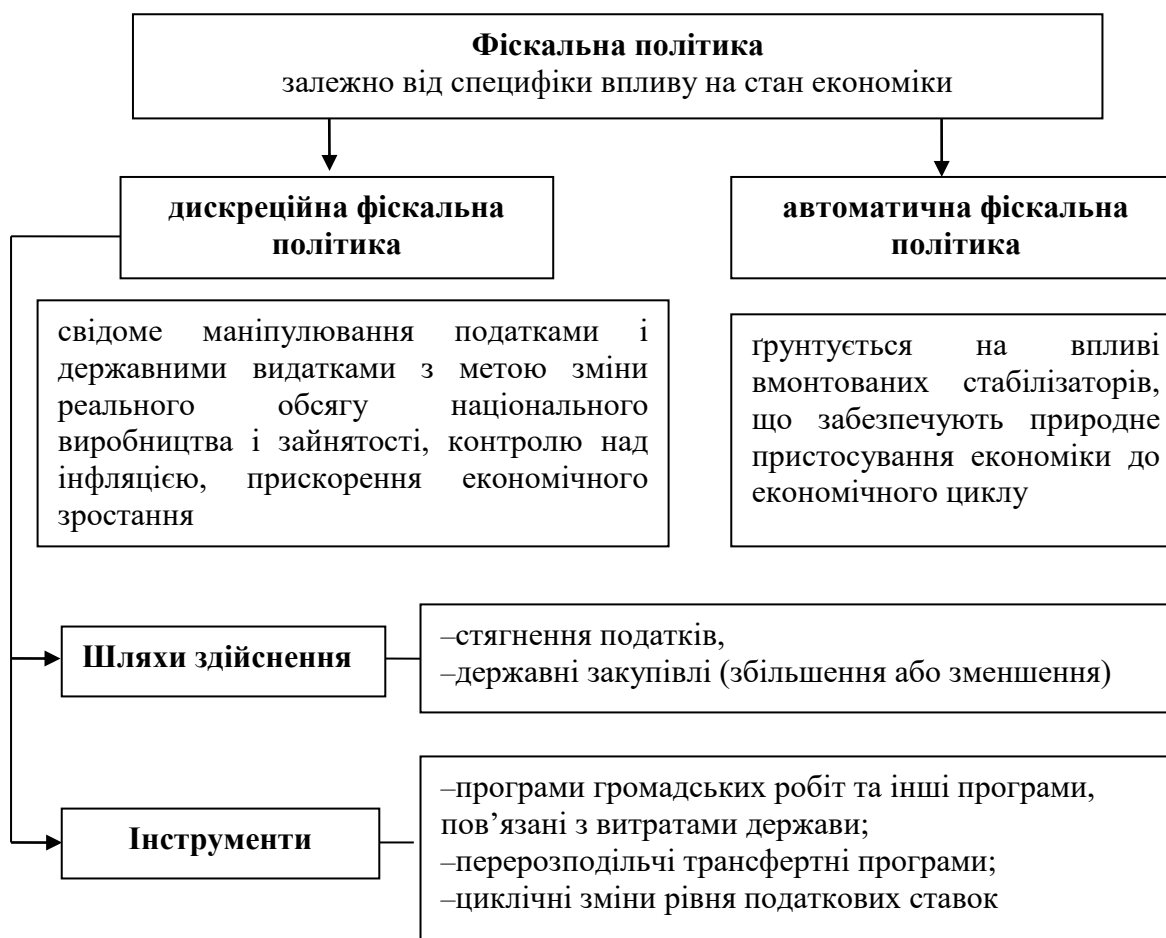 Фіскальна політика
залежно від специфіки впливу на стан економіки
дискреційна фіскальна
політика
автоматична фіскальна
політика
свідоме маніпулювання податками і
державними видатками з метою зміни
реального обсягу національного
виробництва і зайнятості, контролю над
інфляцією, прискорення економічного
зростання
ґрунтується на впливі
вмонтованих стабілізаторів,
що забезпечують природне
пристосування економіки до
економічного циклу
Шляхи здійснення
–стягнення податків,
–державні закупівлі (збільшення або зменшення)
Інструменти
–програми громадських робіт та інші програми,
пов’язані з витратами держави;
–перерозподільчі трансфертні програми;
–циклічні зміни рівня податкових ставок